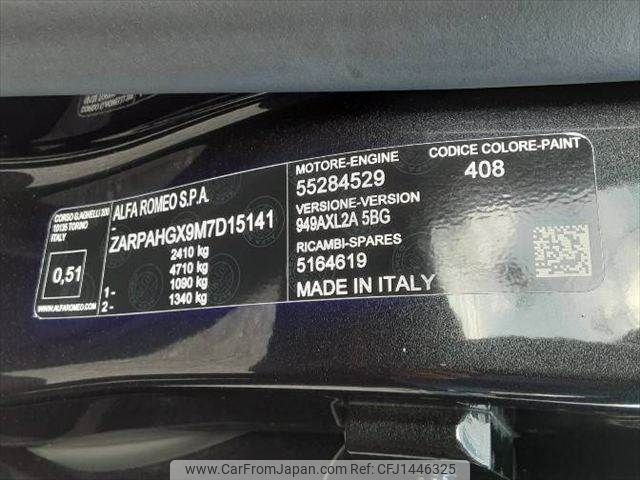 CORSO G.AGNELLI 200
10135 TORINO
ITALY
0,51
WWW.ALFAROMEO.COM
ALFA ROMEO S.P.A.
-
ZARPAHGX9M7D15141
2410 kg
4710 kg
1- 1090 kg
2- 1340 kg
MOTORE-ENGINE
55284529
VERSIONE-VERSION
949AXL2A 5BG
RICAMBI-SPARES
5164619
MADE IN ITALY
CODICE COLORE-PAINT
408
www.CarFromJapan.com | CFJ1446325